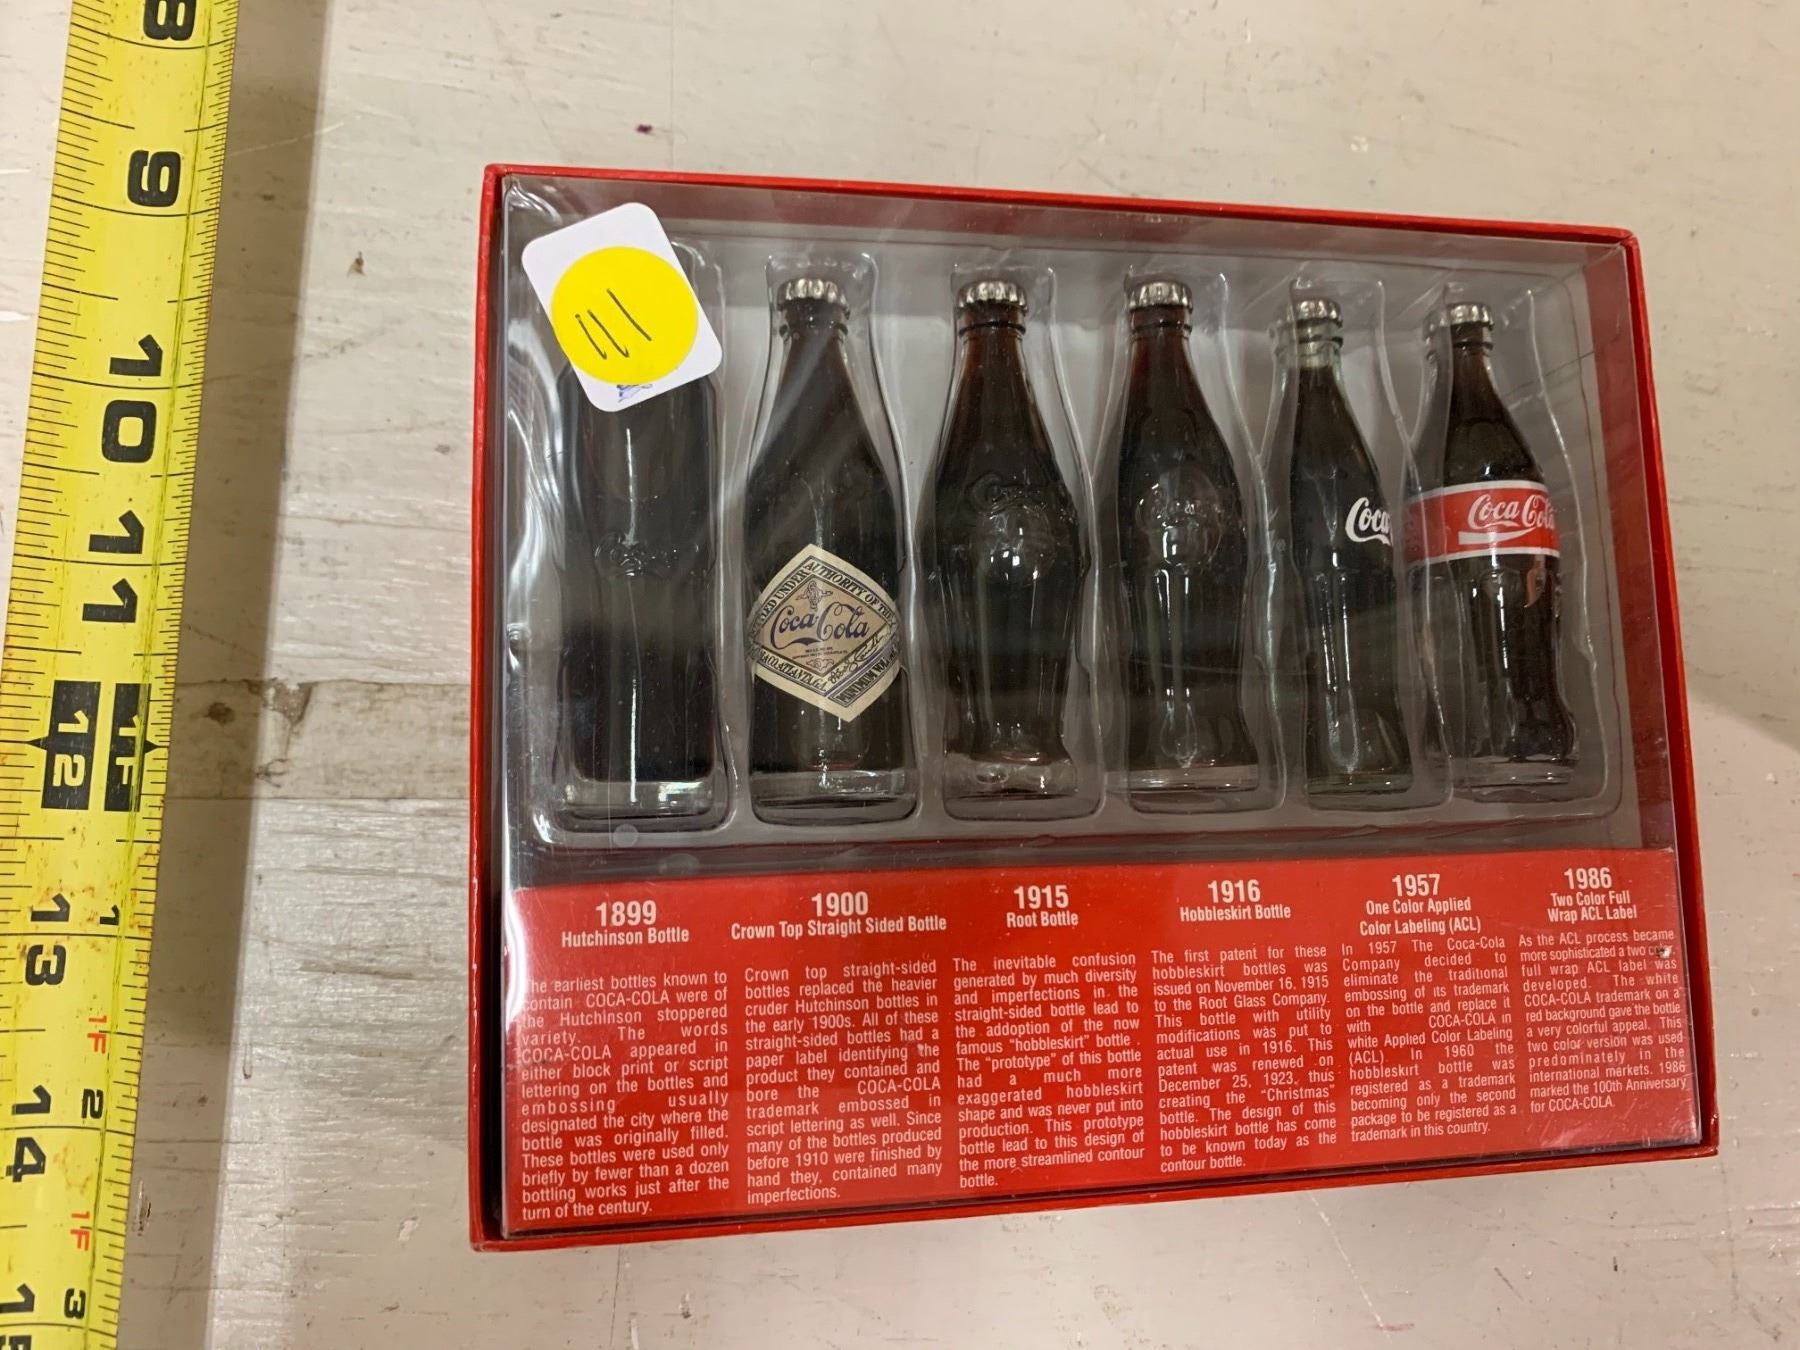 8
9
10
11
12
1F
13
1
1F
14
2
1F
15
3
111
Coca-Cola
AUTHORITY OF THE
Coca-Cola
Coca
Coca-Cola
1899
Hutchinson Bottle
The earliest bottles known to
contain COCA-COLA were of
the Hutchinson stoppered
variety. The words
COCA-COLA appeared in
either block print or script
lettering on the bottles and
embossing usually
designated the city where the
bottle was originally filled.
These bottles were used only
briefly by fewer than a dozen
bottling works just after the
turn of the century.
1900
Crown Top Straight Sided Bottle
Crown top straight-sided
bottles replaced the heavier
cruder Hutchinson bottles in
the early 1900s. All of these
straight-sided bottles had a
paper label identifying the
product they contained and
bore the COCA-COLA
trademark embossed in
script lettering as well. Since
many of the bottles produced
before 1910 were finished by
hand they, contained many
imperfections.
1915
Root Bottle
The inevitable confusion
generated by much diversity
and imperfections in the
straight-sided bottle lead to
the addoption of the now
famous "hobbleskirt" bottle.
The "prototype" of this bottle
had a much more
exaggerated hobbleskirt
shape and was never put into
production. This prototype
bottle lead to this design of
the more streamlined contour
bottle.
1916
Hobbleskirt Bottle
The first patent for these
hobbleskirt bottles was
issued on November 16, 1915
to the Root Glass Company.
This bottle with utility
modifications was put to
actual use in 1916. This
patent was renewed on
December 25, 1923, thus
creating the "Christmas"
bottle. The design of this
hobbleskirt bottle has come
to be known today as the
contour bottle.
1957
One Color Applied
Color Labeling (ACL)
In 1957 The Coca-Cola
Company decided to
eliminate the traditional
embossing of its trademark
on the bottle and replace it
with COCA-COLA in
white Applied Color Labeling
(ACL). In 1960 the
hobbleskirt bottle was
registered as a trademark
becoming only the second
package to be registered as a
trademark in this country.
1986
Two Color Full
Wrap ACL Label
As the ACL process became
more sophisticated a two color
full wrap ACL label was
developed. The white
COCA-COLA trademark on a
red background gave the bottle
a very colorful appeal. This
two color version was used
predominately in the
international markets. 1986
marked the 100th Anniversary
for COCA-COLA.